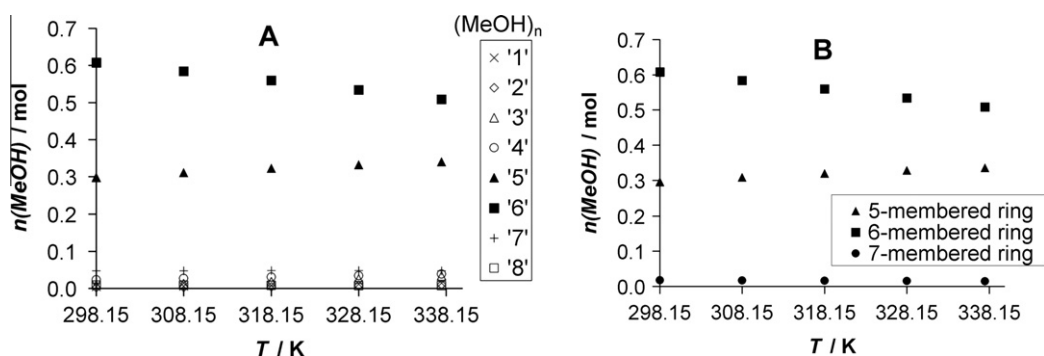 A
(MeOH)n
0.7
0.6
0.5
0.4
0.3
0.2
0.1
0.0
n(MeOH) / mol
298.15 308.15 318.15 328.15 338.15
T / K
'1'
'2'
'3'
'4'
'5'
'6'
'7'
'8'
B
0.7
0.6
0.5
0.4
0.3
0.2
0.1
0.0
n(MeOH) / mol
5-membered ring
6-membered ring
7-membered ring
298.15 308.15 318.15 328.15 338.15
T / K